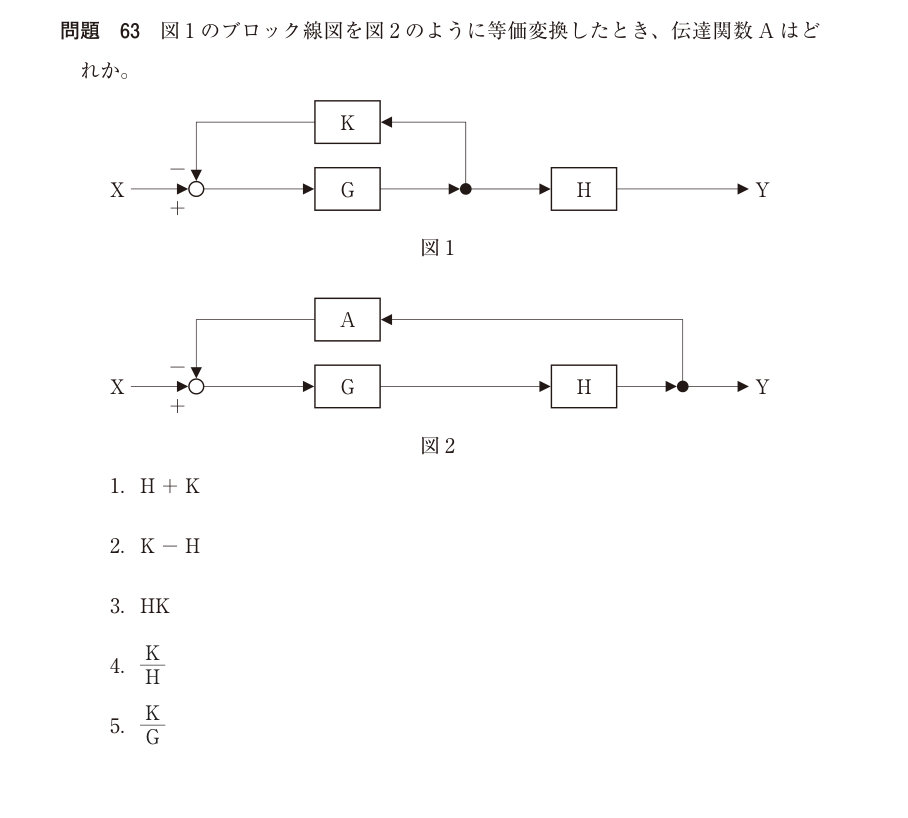 問題 63 図1のブロック線図を図2のように等価変換したとき、伝達関数 A はど
れか。
K
−
X
G
H
Y
+
図1
A
−
X
G
H
Y
+
図2
1. H + K
2. K − H
3. HK
4. K/H
5. K/G